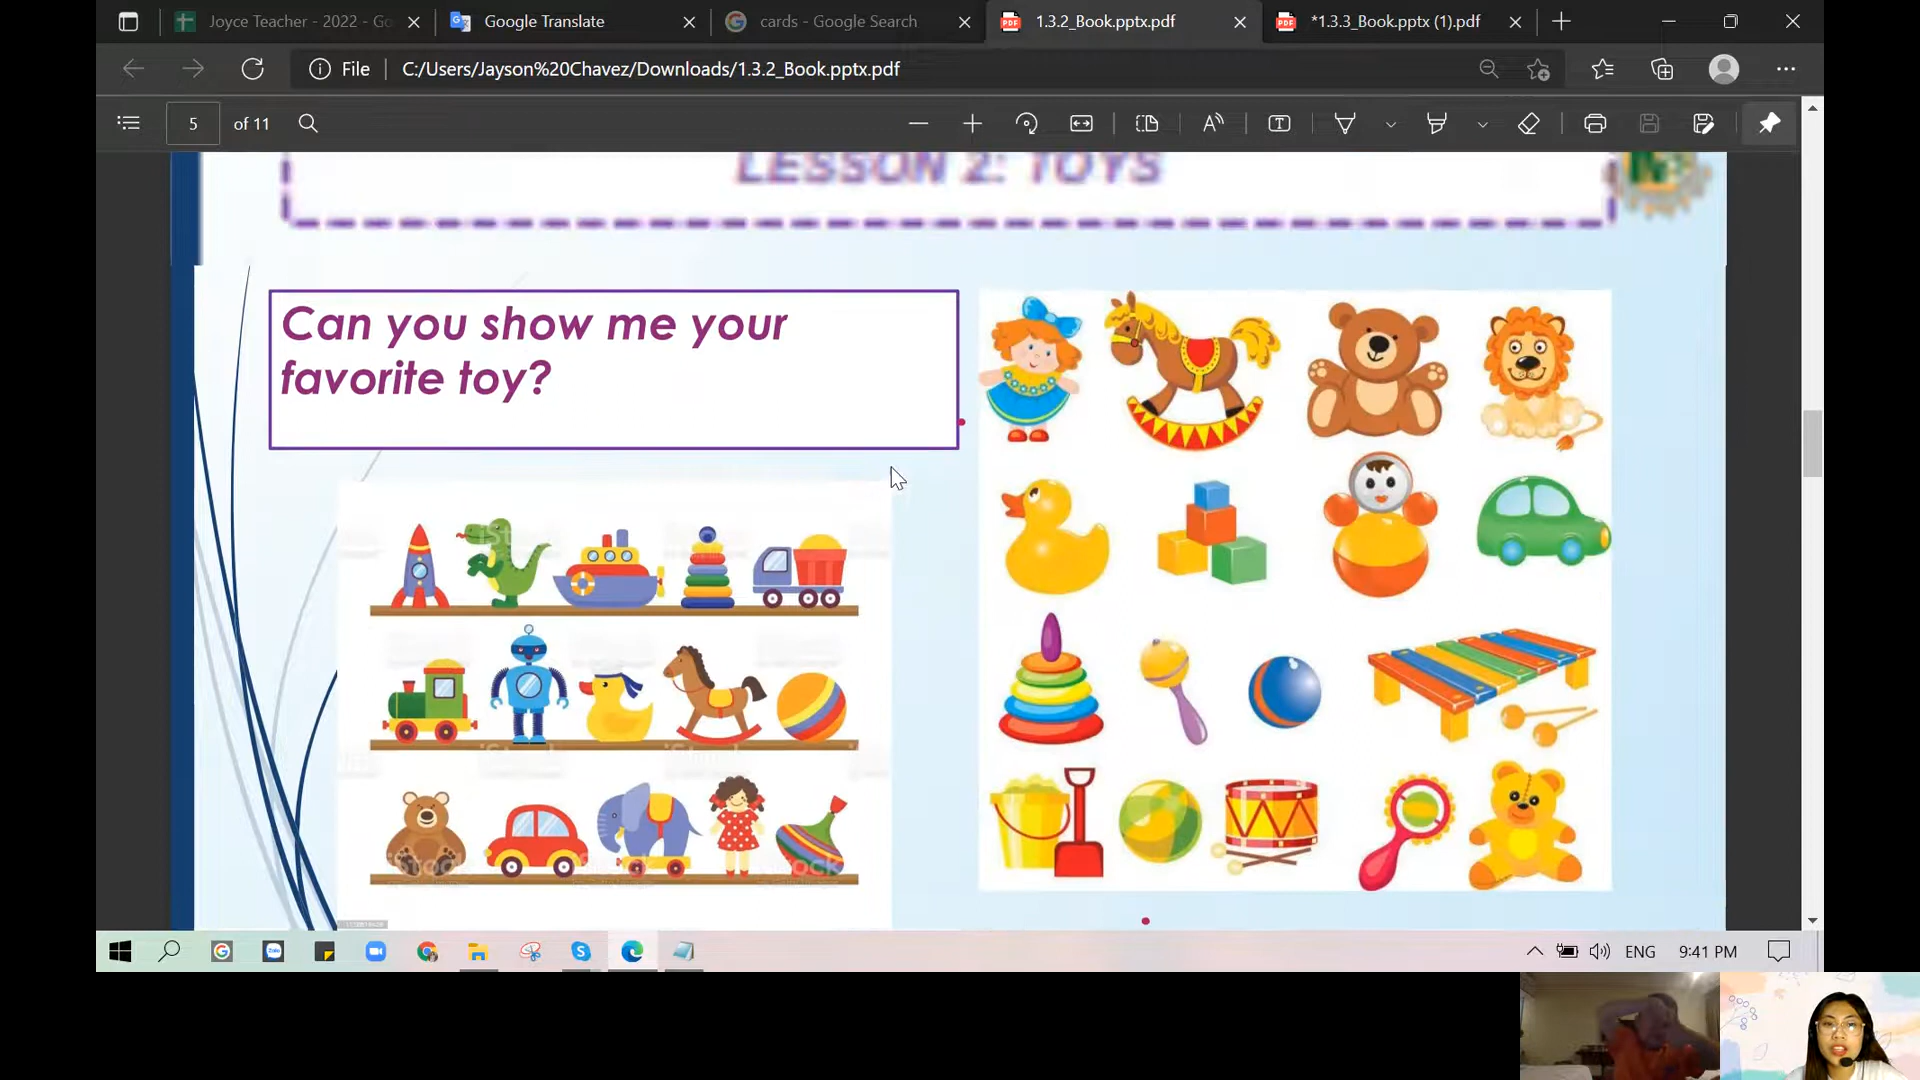 Joyce Teacher - 2022 - Go
Google Translate
cards - Google Search
1.3.2_Book.pptx.pdf
*1.3.3_Book.pptx (1).pdf
File
C:/Users/Jayson%20Chavez/Downloads/1.3.2_Book.pptx.pdf
5 of 11
LESSON 2: TOYS
Can you show me your
favorite toy?
ENG
9:41 PM